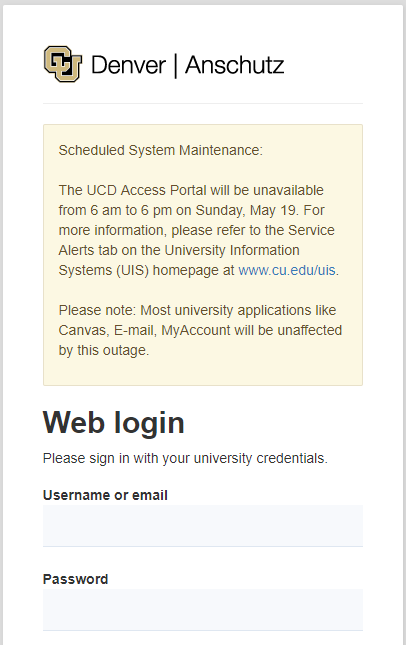 CU Denver | Anschutz
Scheduled System Maintenance:
The UCD Access Portal will be unavailable
from 6 am to 6 pm on Sunday, May 19. For
more information, please refer to the Service
Alerts tab on the University Information
Systems (UIS) homepage at www.cu.edu/uis.
Please note: Most university applications like
Canvas, E-mail, MyAccount will be unaffected
by this outage.
Web login
Please sign in with your university credentials.
Username or email
Password